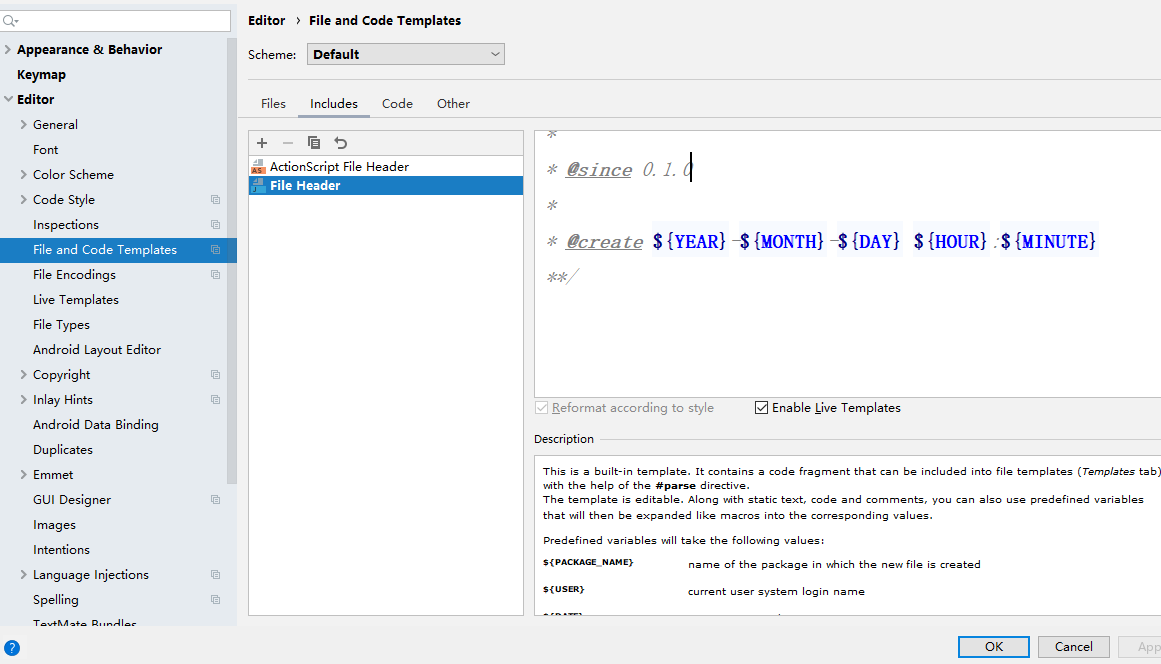 Editor › File and Code Templates
Scheme: Default
Appearance & Behavior
Keymap
Editor
General
Font
Color Scheme
Code Style
Inspections
File and Code Templates
File Encodings
Live Templates
File Types
Android Layout Editor
Copyright
Inlay Hints
Android Data Binding
Duplicates
Emmet
GUI Designer
Images
Intentions
Language Injections
Spelling
TextMate Bundles
Files Includes Code Other
ActionScript File Header
File Header
*
* @since 0.1.0
*
* @create ${YEAR}-${MONTH}-${DAY} ${HOUR}:${MINUTE}
**/
Reformat according to style Enable Live Templates
Description
This is a built-in template. It contains a code fragment that can be included into file templates (Templates tab)
with the help of the #parse directive.
The template is editable. Along with static text, code and comments, you can also use predefined variables
that will then be expanded like macros into the corresponding values.
Predefined variables will take the following values:
${PACKAGE_NAME} name of the package in which the new file is created
${USER} current user system login name
${DATE}
? OK Cancel App